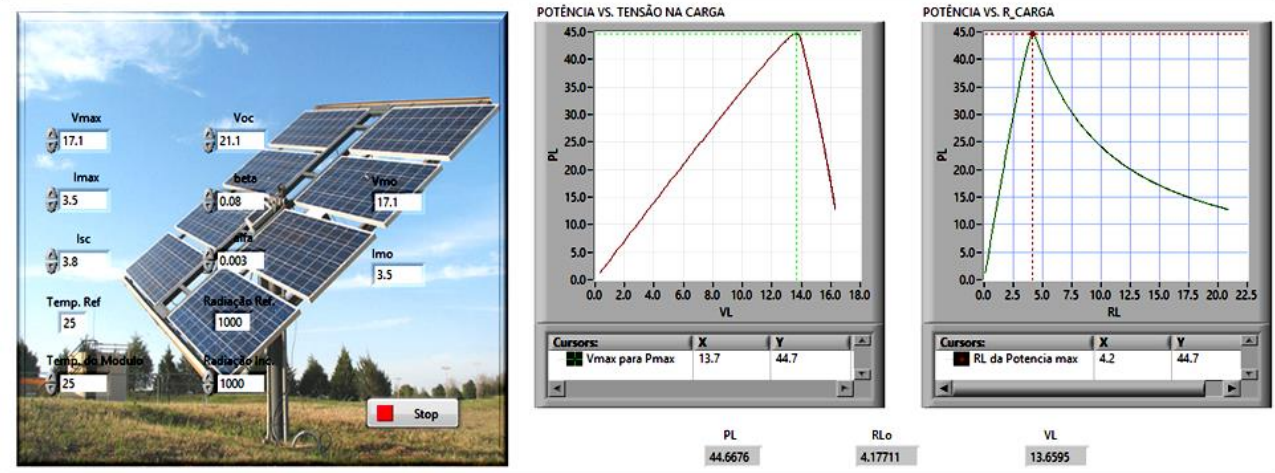 Vmax
17.1
Voc
21.1
Imax
3.5
beta
0.08
Vmo
17.1
Isc
3.8
alfa
0.003
Imo
3.5
Temp. Ref
25
Radiação Ref.
1000
Temp. do Modulo
25
Radiação Inc.
1000
Stop
POTÊNCIA VS. TENSÃO NA CARGA
45.0
40.0
35.0
30.0
25.0
20.0
15.0
10.0
5.0
0.0
PL
0.0 2.0 4.0 6.0 8.0 10.0 12.0 14.0 16.0 18.0
VL
Cursors: X Y
Vmax para Pmax 13.7 44.7
POTÊNCIA VS. R_CARGA
45.0
40.0
35.0
30.0
25.0
20.0
15.0
10.0
5.0
0.0
PL
0.0 2.5 5.0 7.5 10.0 12.5 15.0 17.5 20.0 22.5
RL
Cursors: X Y
RL da Potencia max 4.2 44.7
PL
44.6676
RLo
4.17711
VL
13.6595